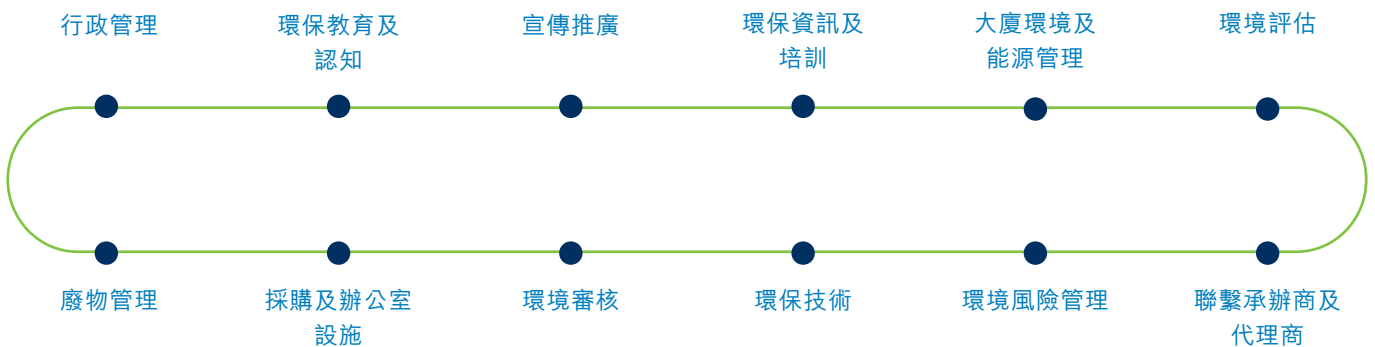 行政管理
環保教育及
認知
宣傳推廣
環保資訊及
培訓
大廈環境及
能源管理
環境評估
廢物管理
採購及辦公室
設施
環境審核
環保技術
環境風險管理
聯繫承辦商及
代理商